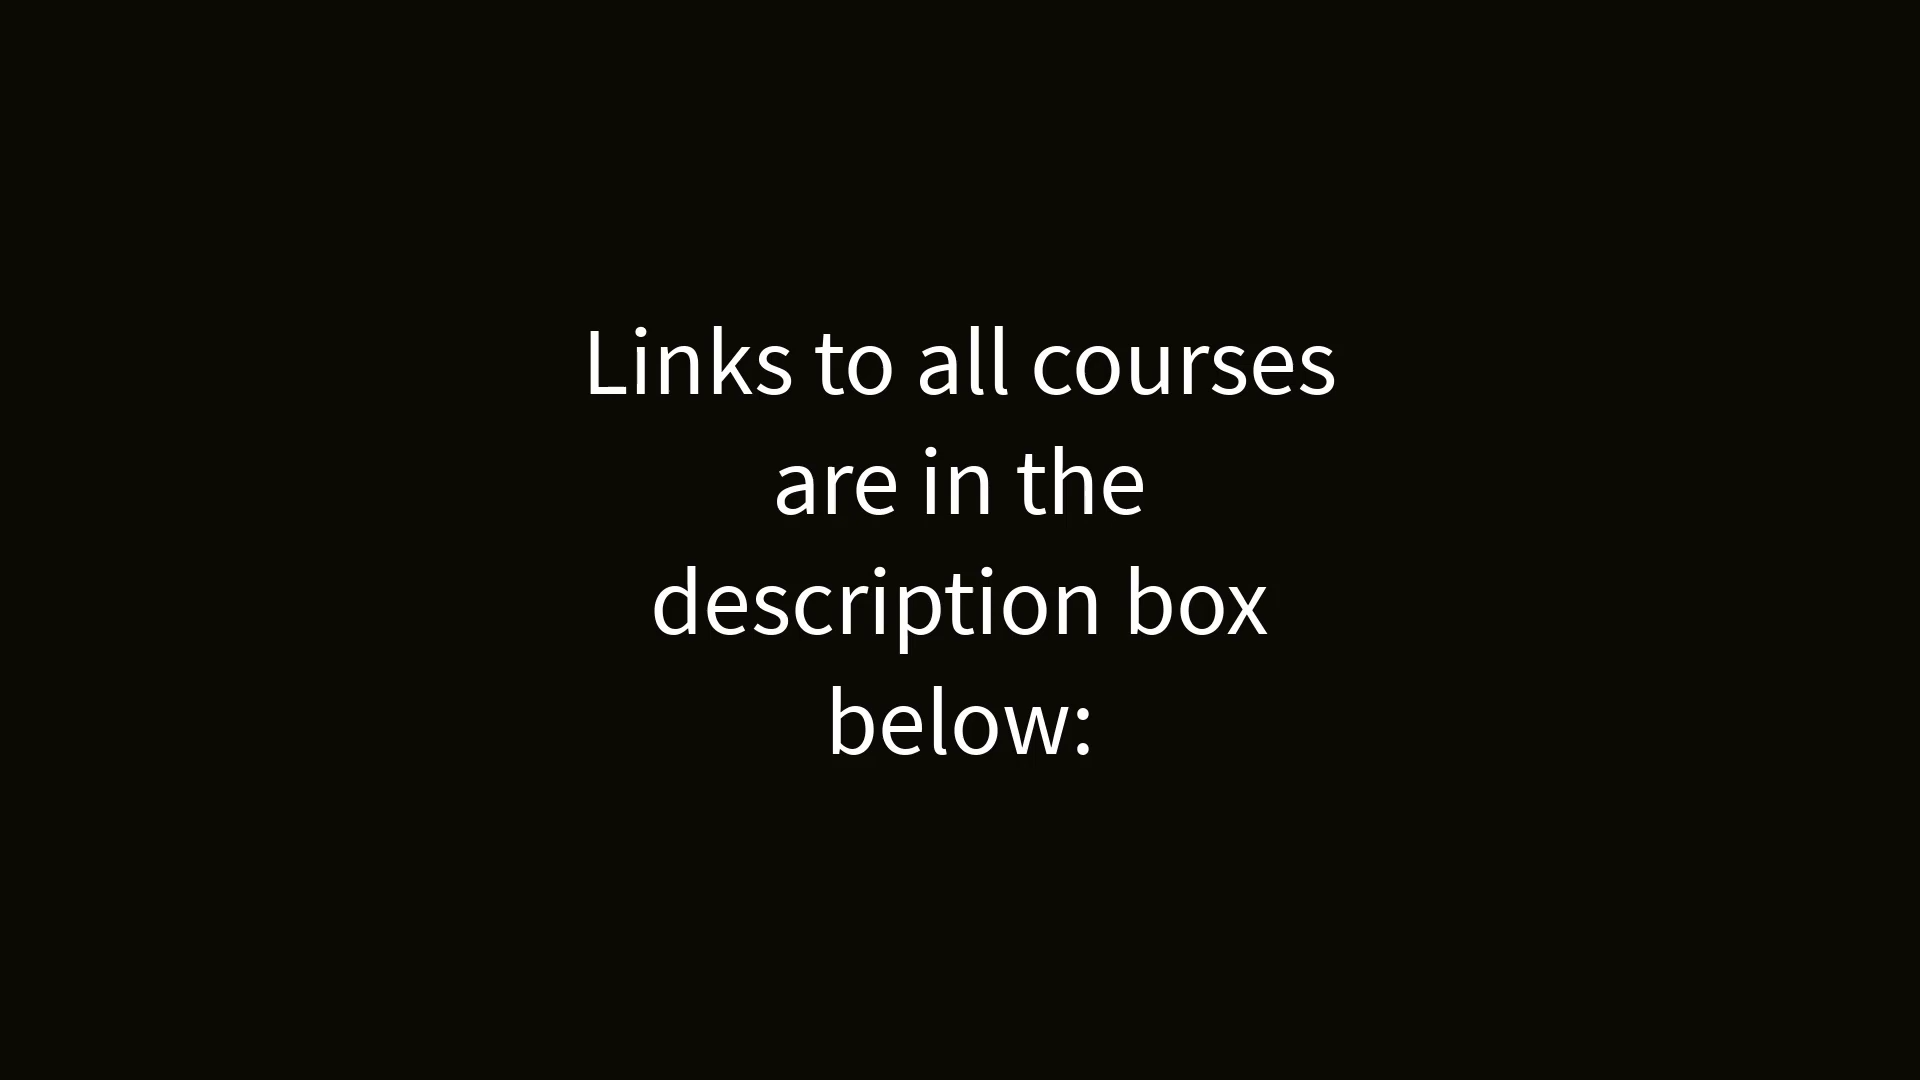 Links to all courses
are in the
description box
below: